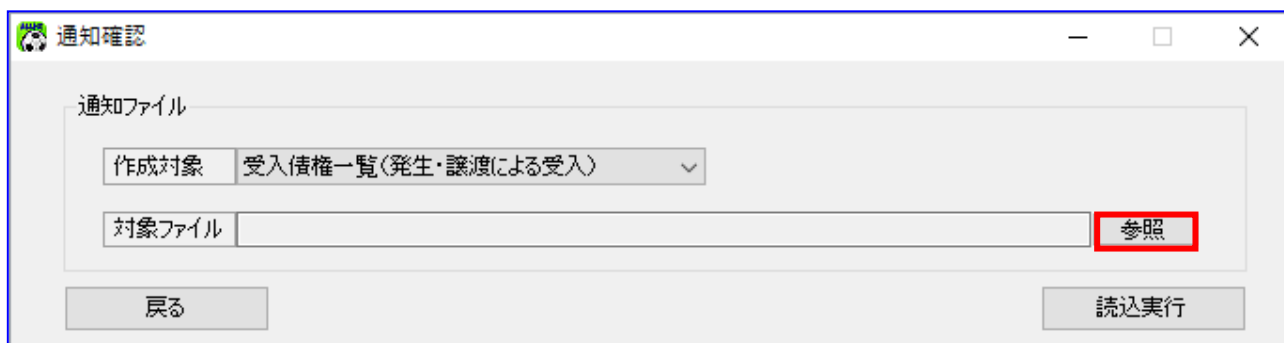 通知確認
通知ファイル
作成対象 受入債権一覧(発生・譲渡による受入)
対象ファイル 参照
戻る 読込実行